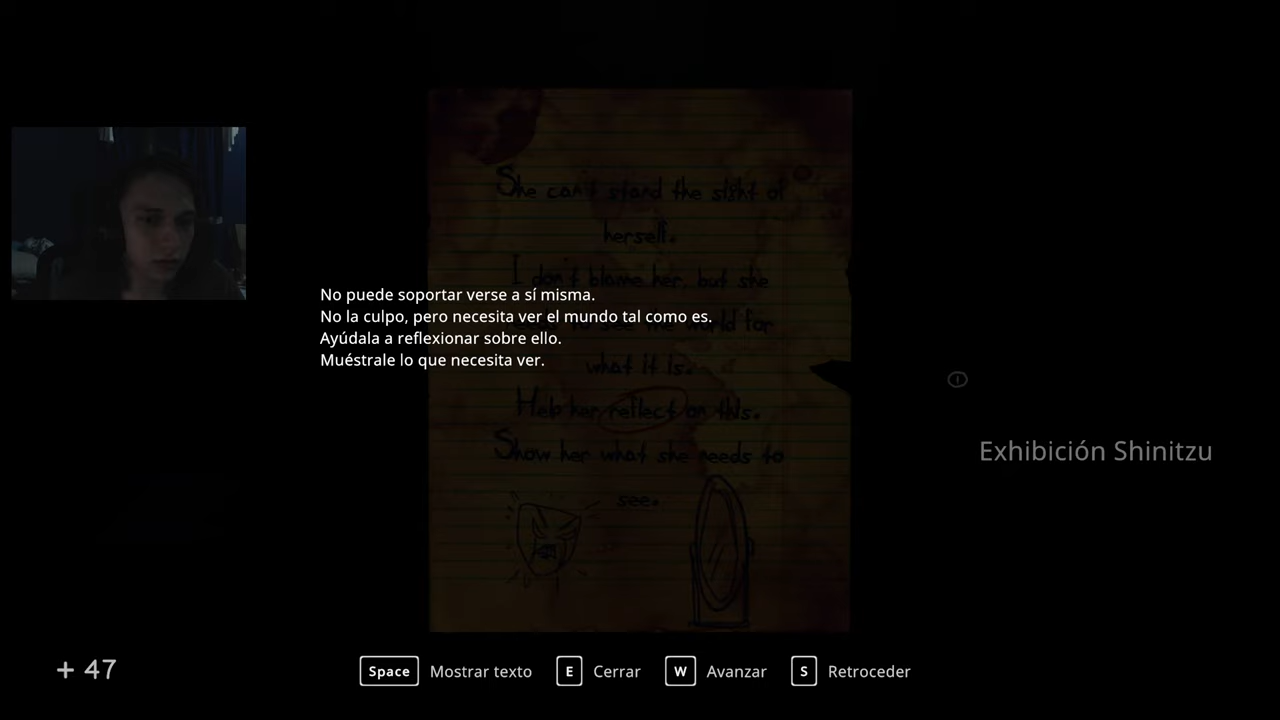 She can't stand the sight of
herself.
I don't blame her, but she
needs to see the world for
what it is.
Help her reflect on this.
Show her what she needs to
see.
No puede soportar verse a sí misma.
No la culpo, pero necesita ver el mundo tal como es.
Ayúdala a reflexionar sobre ello.
Muéstrale lo que necesita ver.
Exhibición Shinitzu
+ 47
Space Mostrar texto E Cerrar W Avanzar S Retroceder